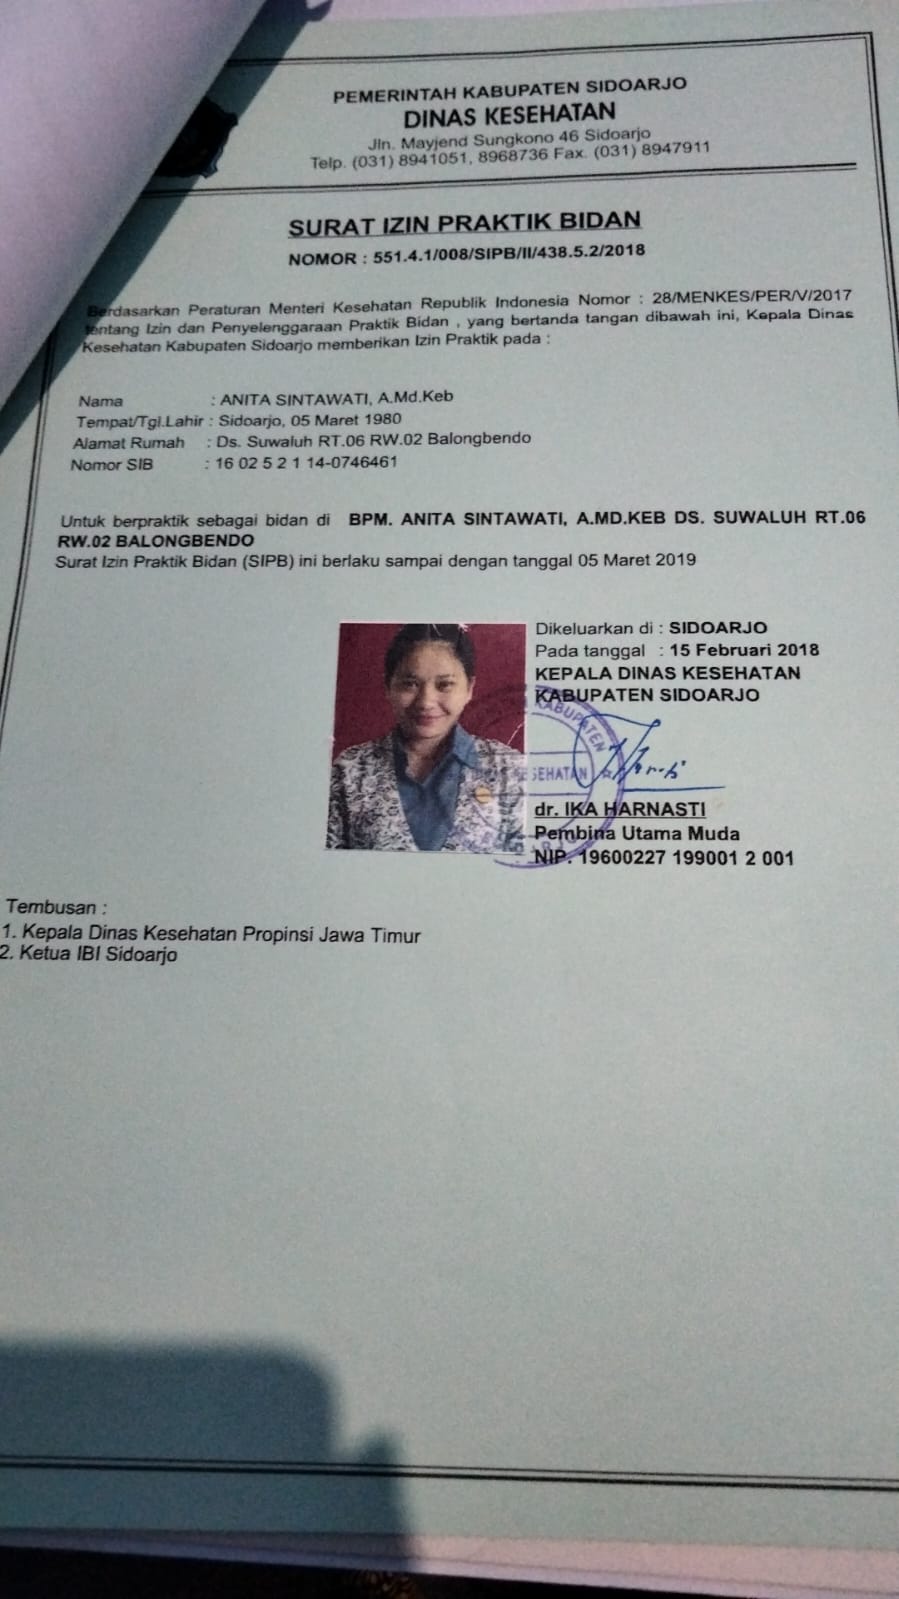 PEMERINTAH KABUPATEN SIDOARJO
DINAS KESEHATAN
Jln. Mayjend Sungkono 46 Sidoarjo
Telp. (031) 8941051, 8968736 Fax. (031) 8947911
SURAT IZIN PRAKTIK BIDAN
NOMOR : 551.4.1/008/SIPB/II/438.5.2/2018
Berdasarkan Peraturan Menteri Kesehatan Republik Indonesia Nomor : 28/MENKES/PER/V/2017
tentang Izin dan Penyelenggaraan Praktik Bidan , yang bertanda tangan dibawah ini, Kepala Dinas
Kesehatan Kabupaten Sidoarjo memberikan Izin Praktik pada :
Nama : ANITA SINTAWATI, A.Md.Keb
Tempat/Tgl.Lahir : Sidoarjo, 05 Maret 1980
Alamat Rumah : Ds. Suwaluh RT.06 RW.02 Balongbendo
Nomor SIB : 16 02 5 2 1 14-0746461
Untuk berpraktik sebagai bidan di BPM. ANITA SINTAWATI, A.MD.KEB DS. SUWALUH RT.06
RW.02 BALONGBENDO
Surat Izin Praktik Bidan (SIPB) ini berlaku sampai dengan tanggal 05 Maret 2019
Dikeluarkan di : SIDOARJO
Pada tanggal : 15 Februari 2018
KEPALA DINAS KESEHATAN
KABUPATEN SIDOARJO
KABUPATEN
dr. IKA HARNASTI
Pembina Utama Muda
NIP. 19600227 199001 2 001
Tembusan :
1. Kepala Dinas Kesehatan Propinsi Jawa Timur
2. Ketua IBI Sidoarjo